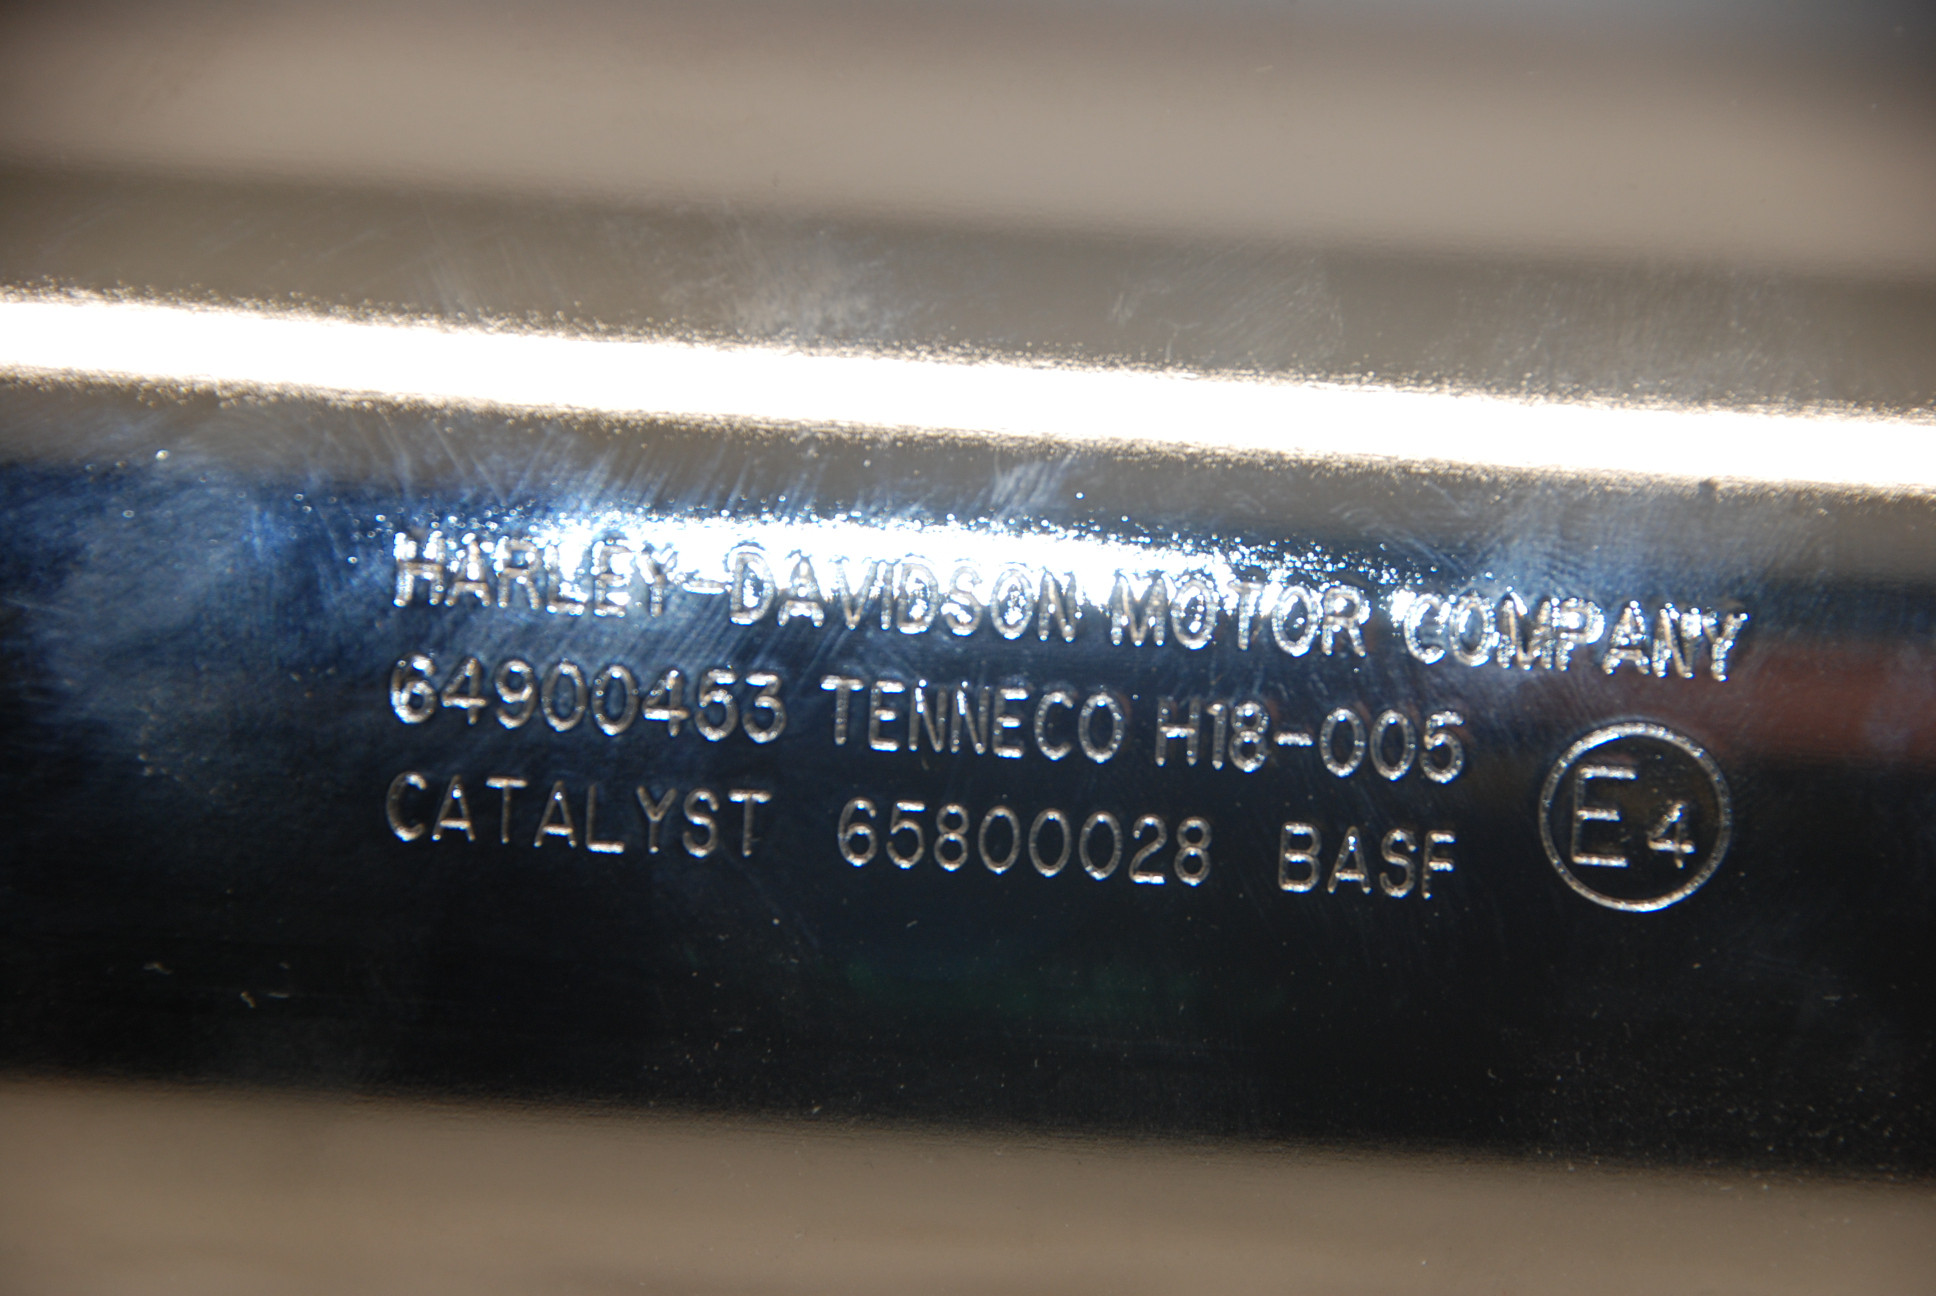 HARLEY-DAVIDSON MOTOR COMPANY
64900453 TENNECO H18-005
CATALYST 65800028 BASF
E4